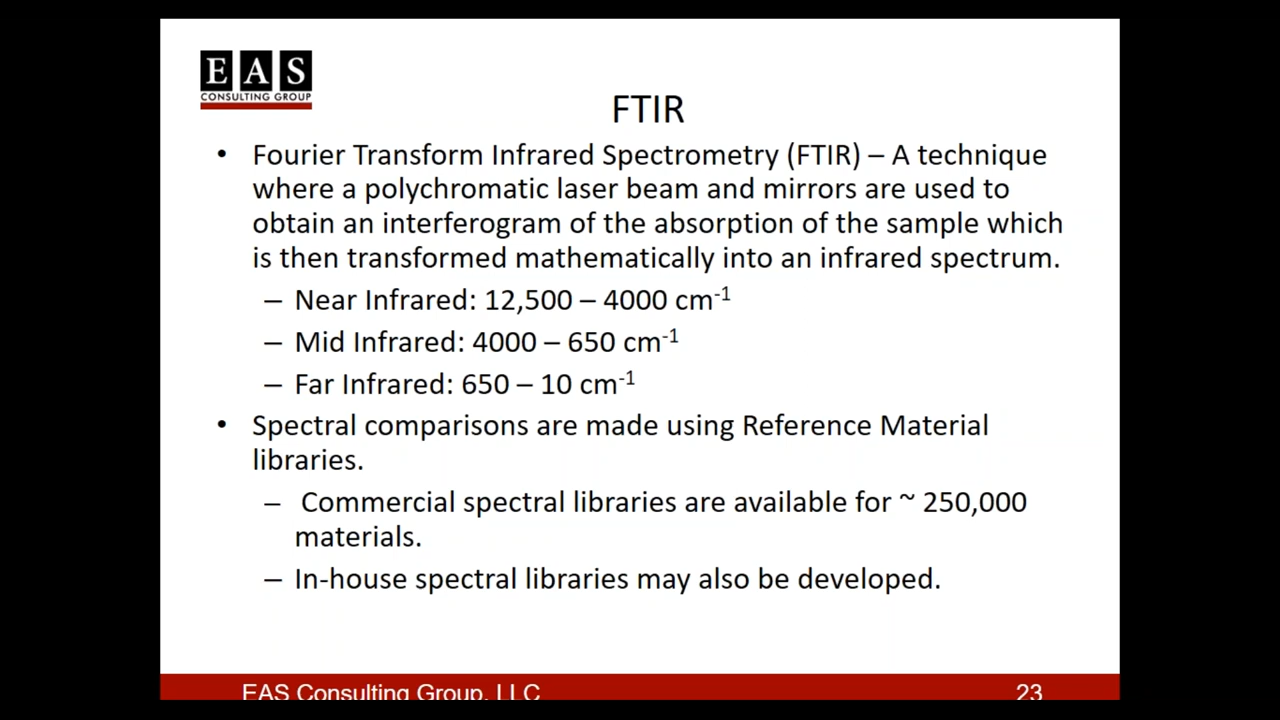 EAS
CONSULTING GROUP
FTIR
• Fourier Transform Infrared Spectrometry (FTIR) – A technique
where a polychromatic laser beam and mirrors are used to
obtain an interferogram of the absorption of the sample which
is then transformed mathematically into an infrared spectrum.
– Near Infrared: 12,500 – 4000 cm⁻¹
– Mid Infrared: 4000 – 650 cm⁻¹
– Far Infrared: 650 – 10 cm⁻¹
• Spectral comparisons are made using Reference Material
libraries.
– Commercial spectral libraries are available for ~ 250,000
materials.
– In-house spectral libraries may also be developed.
EAS Consulting Group, LLC 23